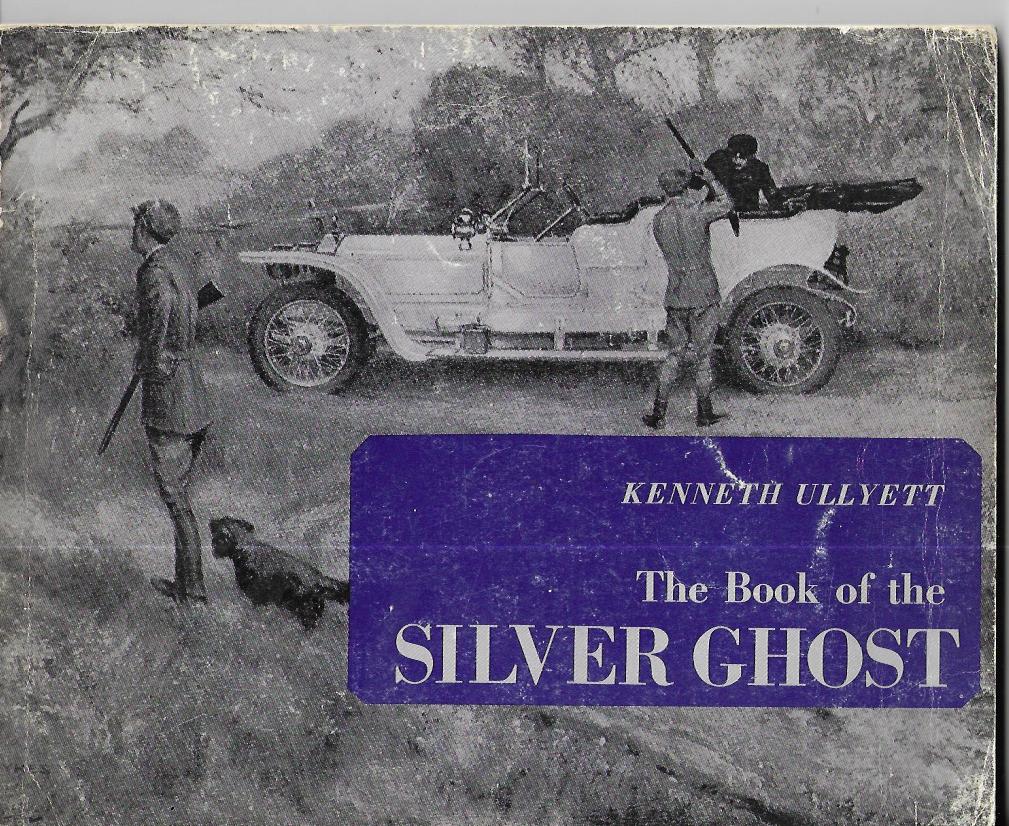 KENNETH ULLYETT
The Book of the
SILVER GHOST